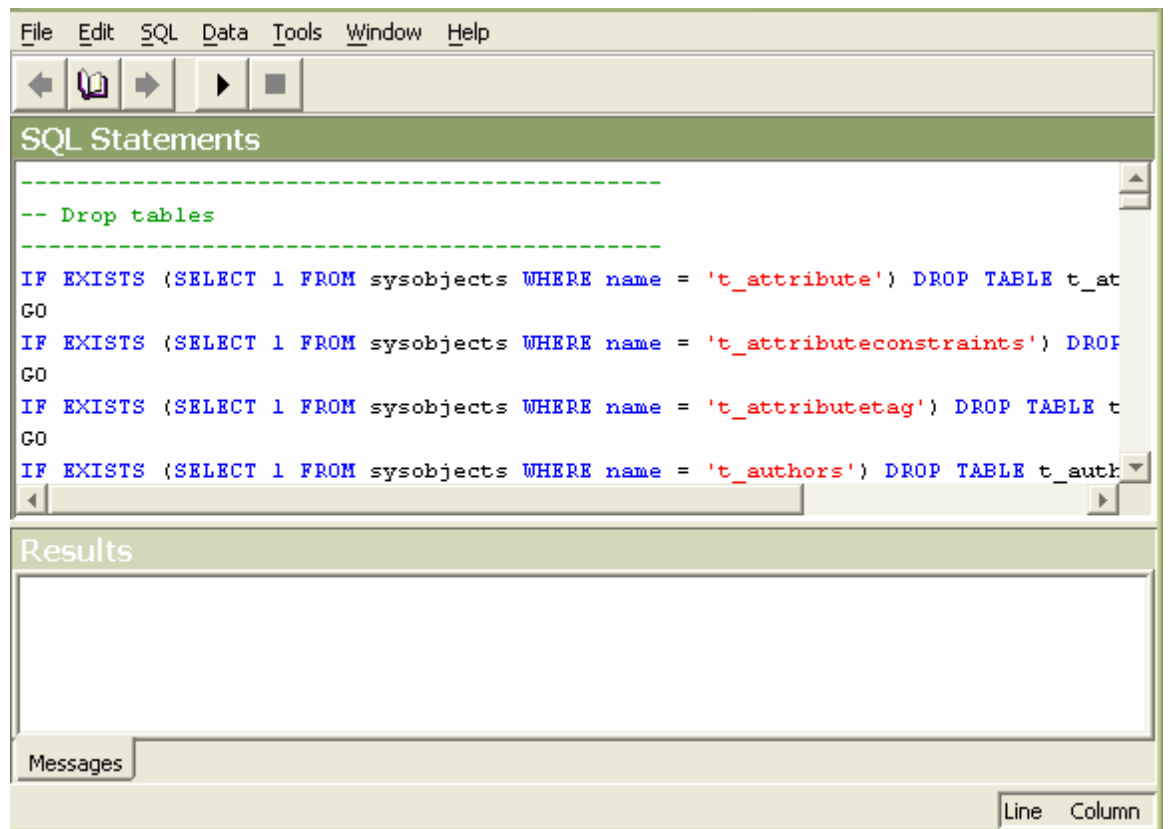 File Edit SQL Data Tools Window Help
SQL Statements
----------------------------------------------
-- Drop tables
----------------------------------------------
IF EXISTS (SELECT 1 FROM sysobjects WHERE name = 't_attribute') DROP TABLE t_at
GO
IF EXISTS (SELECT 1 FROM sysobjects WHERE name = 't_attributeconstraints') DROP
GO
IF EXISTS (SELECT 1 FROM sysobjects WHERE name = 't_attributetag') DROP TABLE t
GO
IF EXISTS (SELECT 1 FROM sysobjects WHERE name = 't_authors') DROP TABLE t_auth
Results
Messages
Line Column